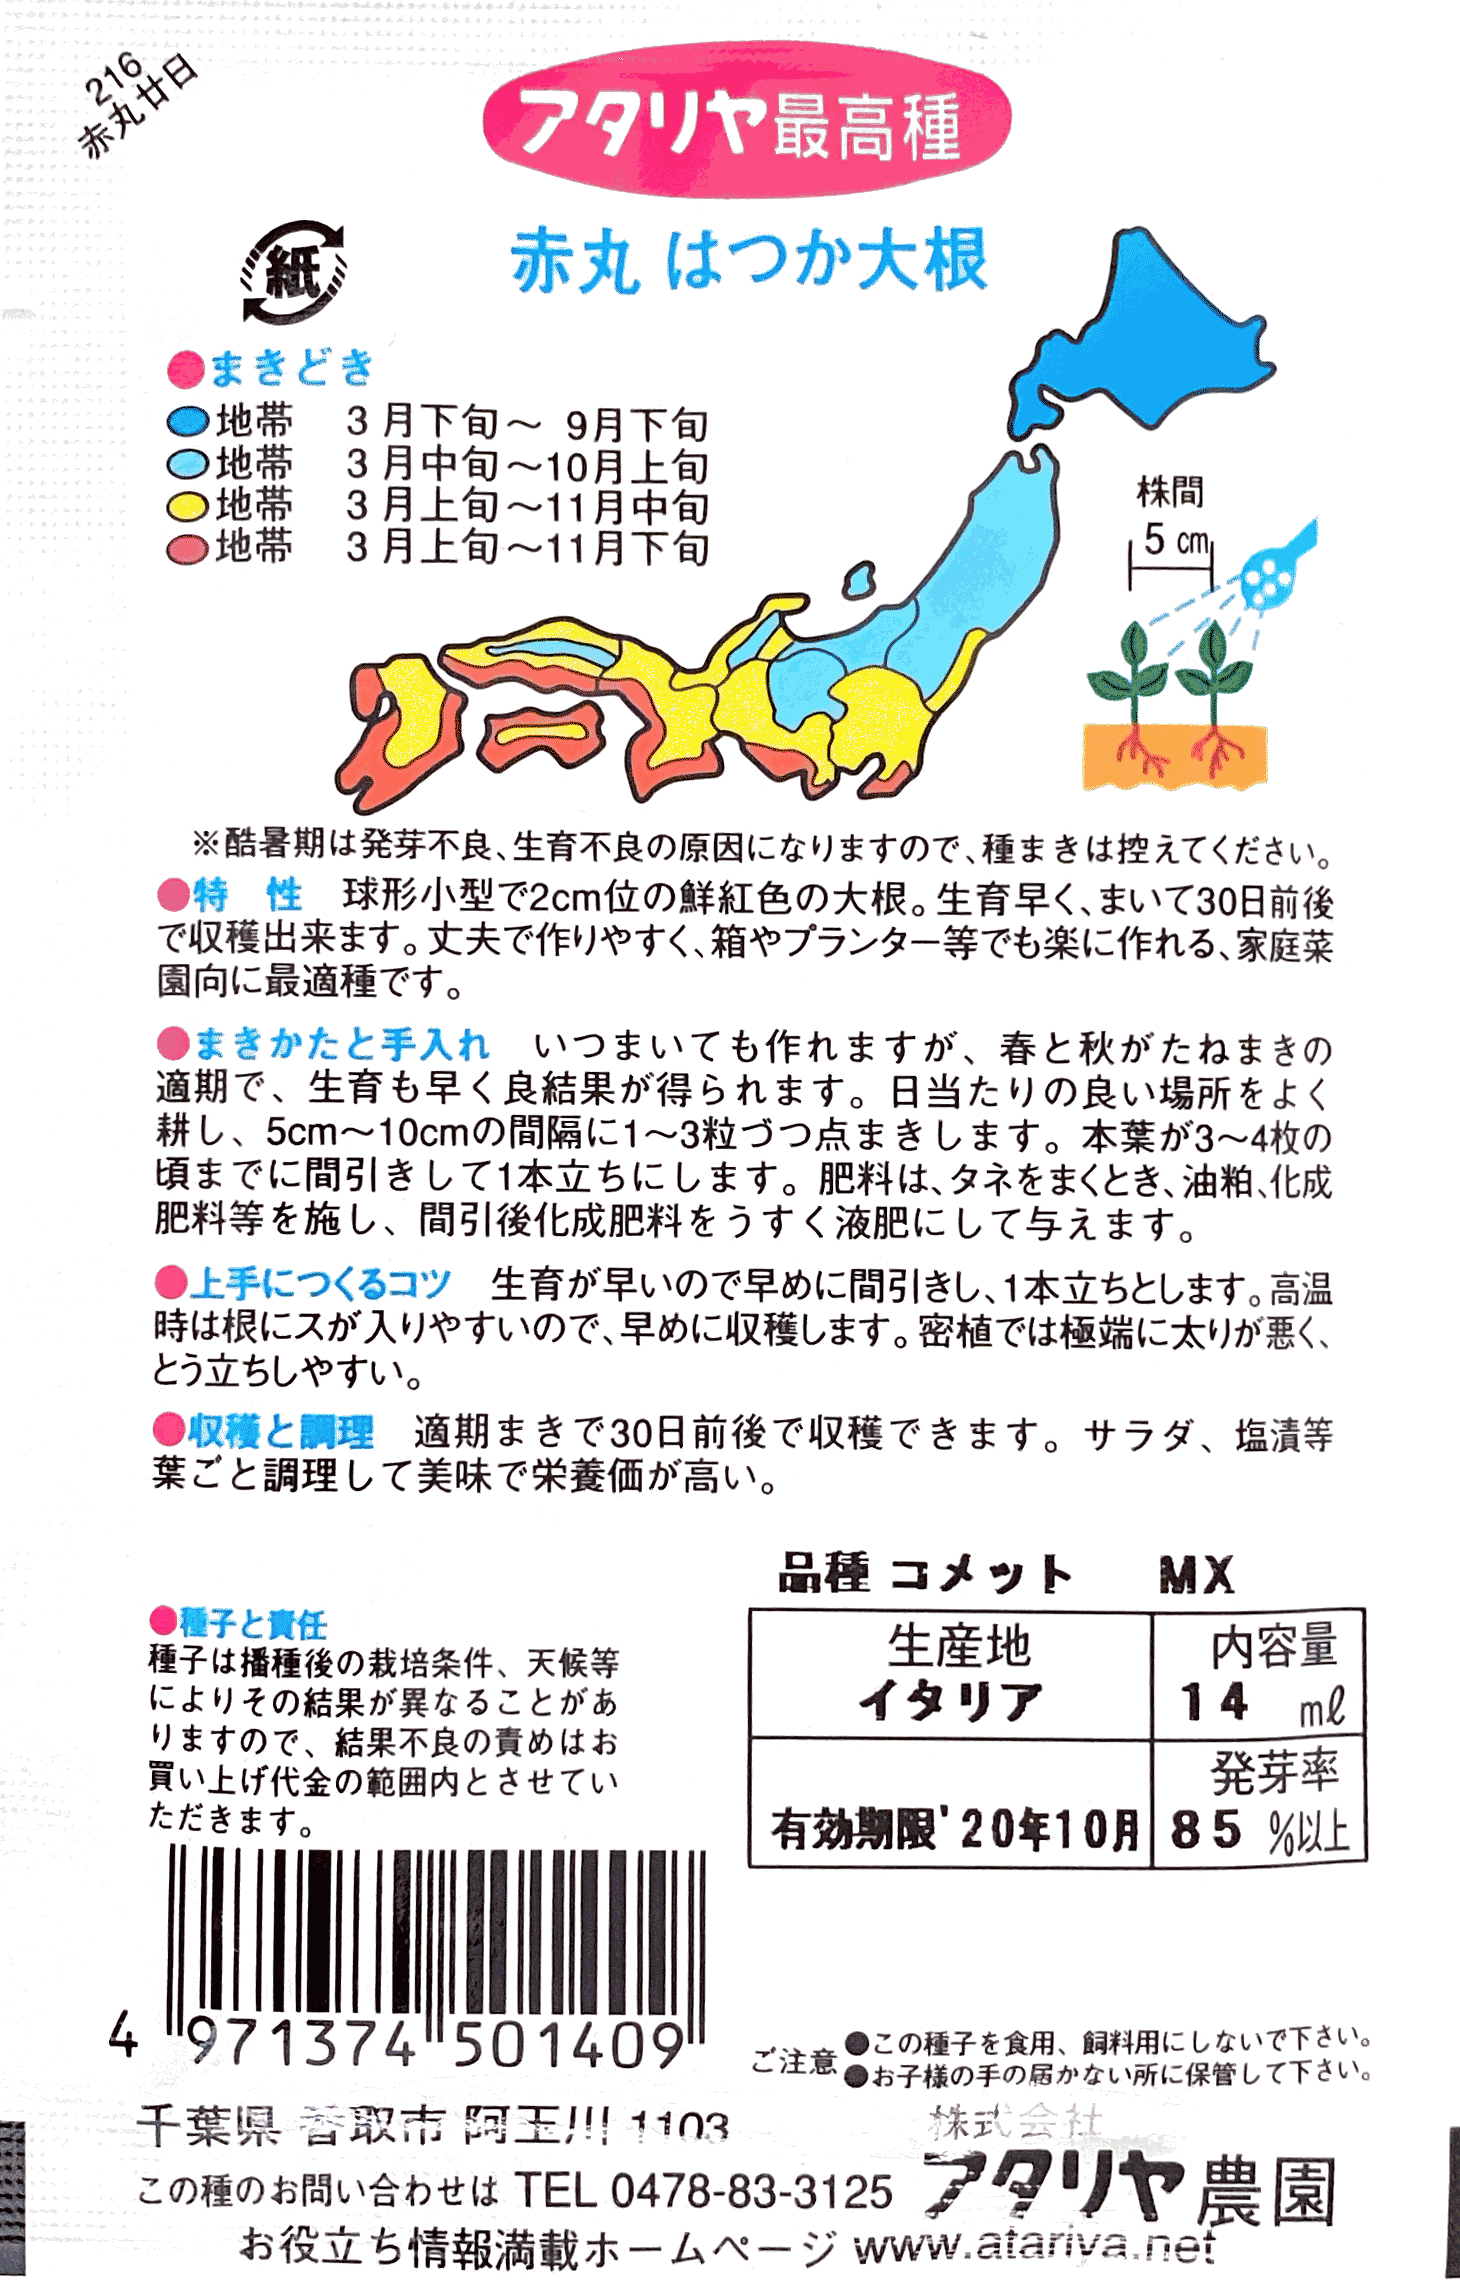 216
赤丸廿日
アタリヤ最高種
紙
赤丸 はつか大根
●まきどき
地帯 3月下旬～ 9月下旬
地帯 3月中旬～10月上旬
地帯 3月上旬～11月中旬
地帯 3月上旬～11月下旬
株間
5 cm
※酷暑期は発芽不良、生育不良の原因になりますので、種まきは控えてください。
●特 性 球形小型で2cm位の鮮紅色の大根。生育早く、まいて30日前後
で収穫出来ます。丈夫で作りやすく、箱やプランター等でも楽に作れる、家庭菜
園向に最適種です。
●まきかたと手入れ いつまいても作れますが、春と秋がたねまきの
適期で、生育も早く良結果が得られます。日当たりの良い場所をよく
耕し、5cm～10cmの間隔に1～3粒づつ点まきします。本葉が3～4枚の
頃までに間引きして1本立ちにします。肥料は、タネをまくとき、油粕、化成
肥料等を施し、間引後化成肥料をうすく液肥にして与えます。
●上手につくるコツ 生育が早いので早めに間引きし、1本立ちとします。高温
時は根にスが入りやすいので、早めに収穫します。密植では極端に太りが悪く、
とう立ちしやすい。
●収穫と調理 適期まきで30日前後で収穫できます。サラダ、塩漬等
葉ごと調理して美味で栄養価が高い。
品種 コメット MX
生産地 内容量
イタリア 14 mℓ
発芽率
有効期限'20年10月 85 %以上
●種子と責任
種子は播種後の栽培条件、天候等
によりその結果が異なることがあ
りますので、結果不良の責めはお
買い上げ代金の範囲内とさせてい
ただきます。
4 971374 501409
ご注意 ●この種子を食用、飼料用にしないで下さい。
●お子様の手の届かない所に保管して下さい。
千葉県 香取市 阿玉川 1103
株式会社
この種のお問い合わせは TEL 0478-83-3125
アタリヤ農園
お役立ち情報満載ホームページ www.atariya.net